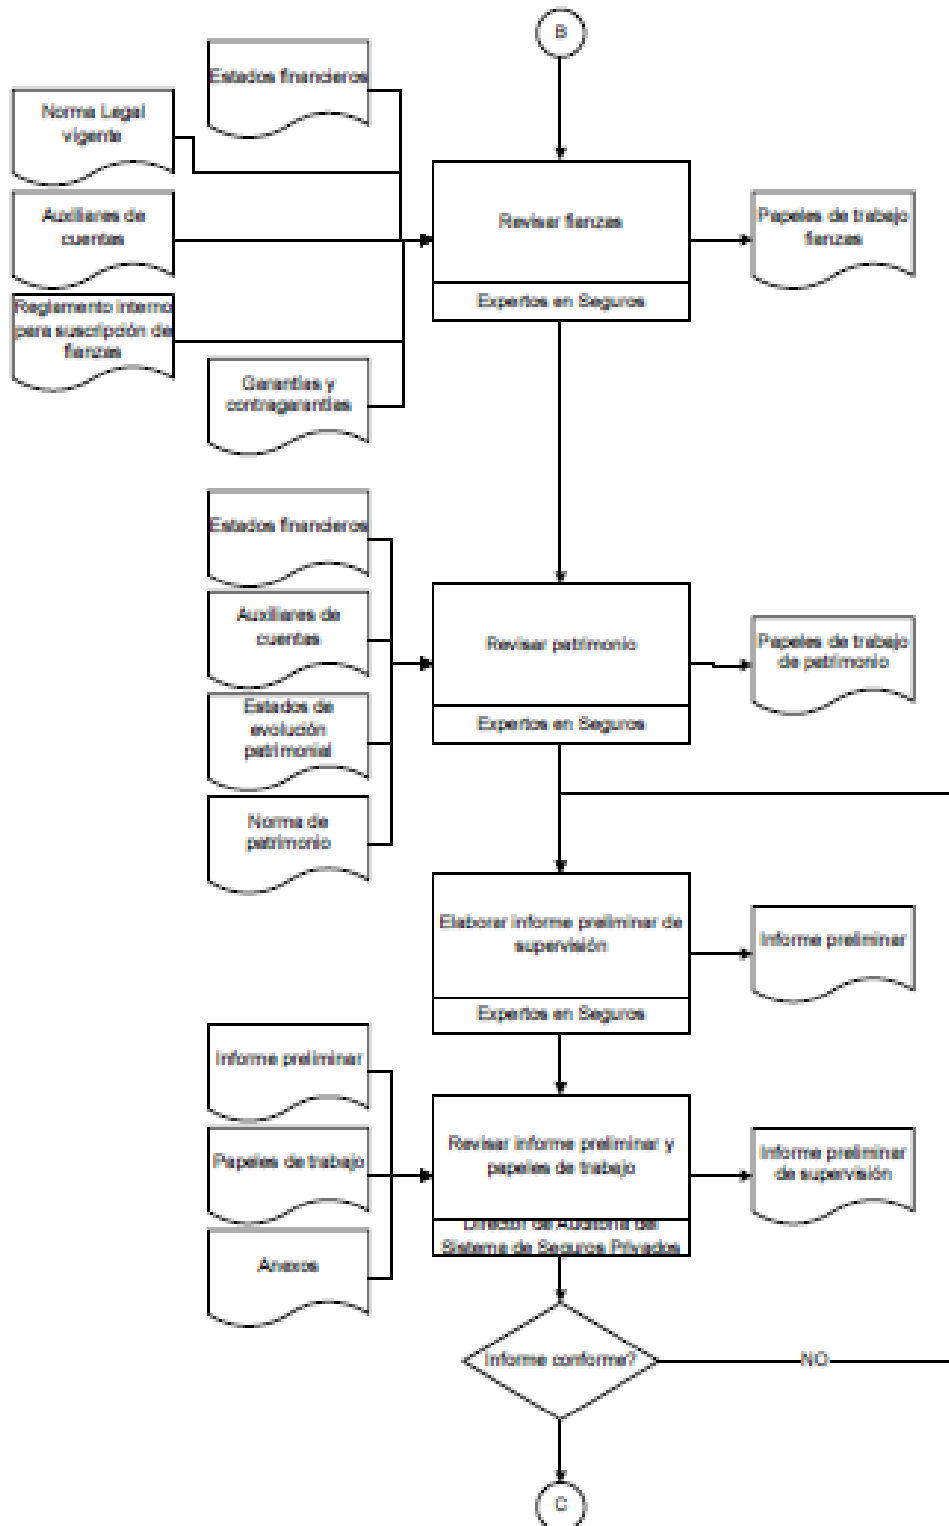 B
Estados financieros
Norma Legal
vigente
Auxiliares de
cuentas
Reglamento interno
para suscripción de
fianzas
Garantías y
contragarantías
Revisar fianzas
Expertos en Seguros
Papeles de trabajo
fianzas
Estados financieros
Auxiliares de
cuentas
Estados de
evolución
patrimonial
Norma de
patrimonio
Revisar patrimonio
Expertos en Seguros
Papeles de trabajo
de patrimonio
Elaborar informe preliminar de
supervisión
Expertos en Seguros
Informe preliminar
Informe preliminar
Papeles de trabajo
Anexos
Revisar informe preliminar y
papeles de trabajo
Director de Auditoría del
Sistema de Seguros Privados
Informe preliminar
de supervisión
Informe conforme?
NO
C